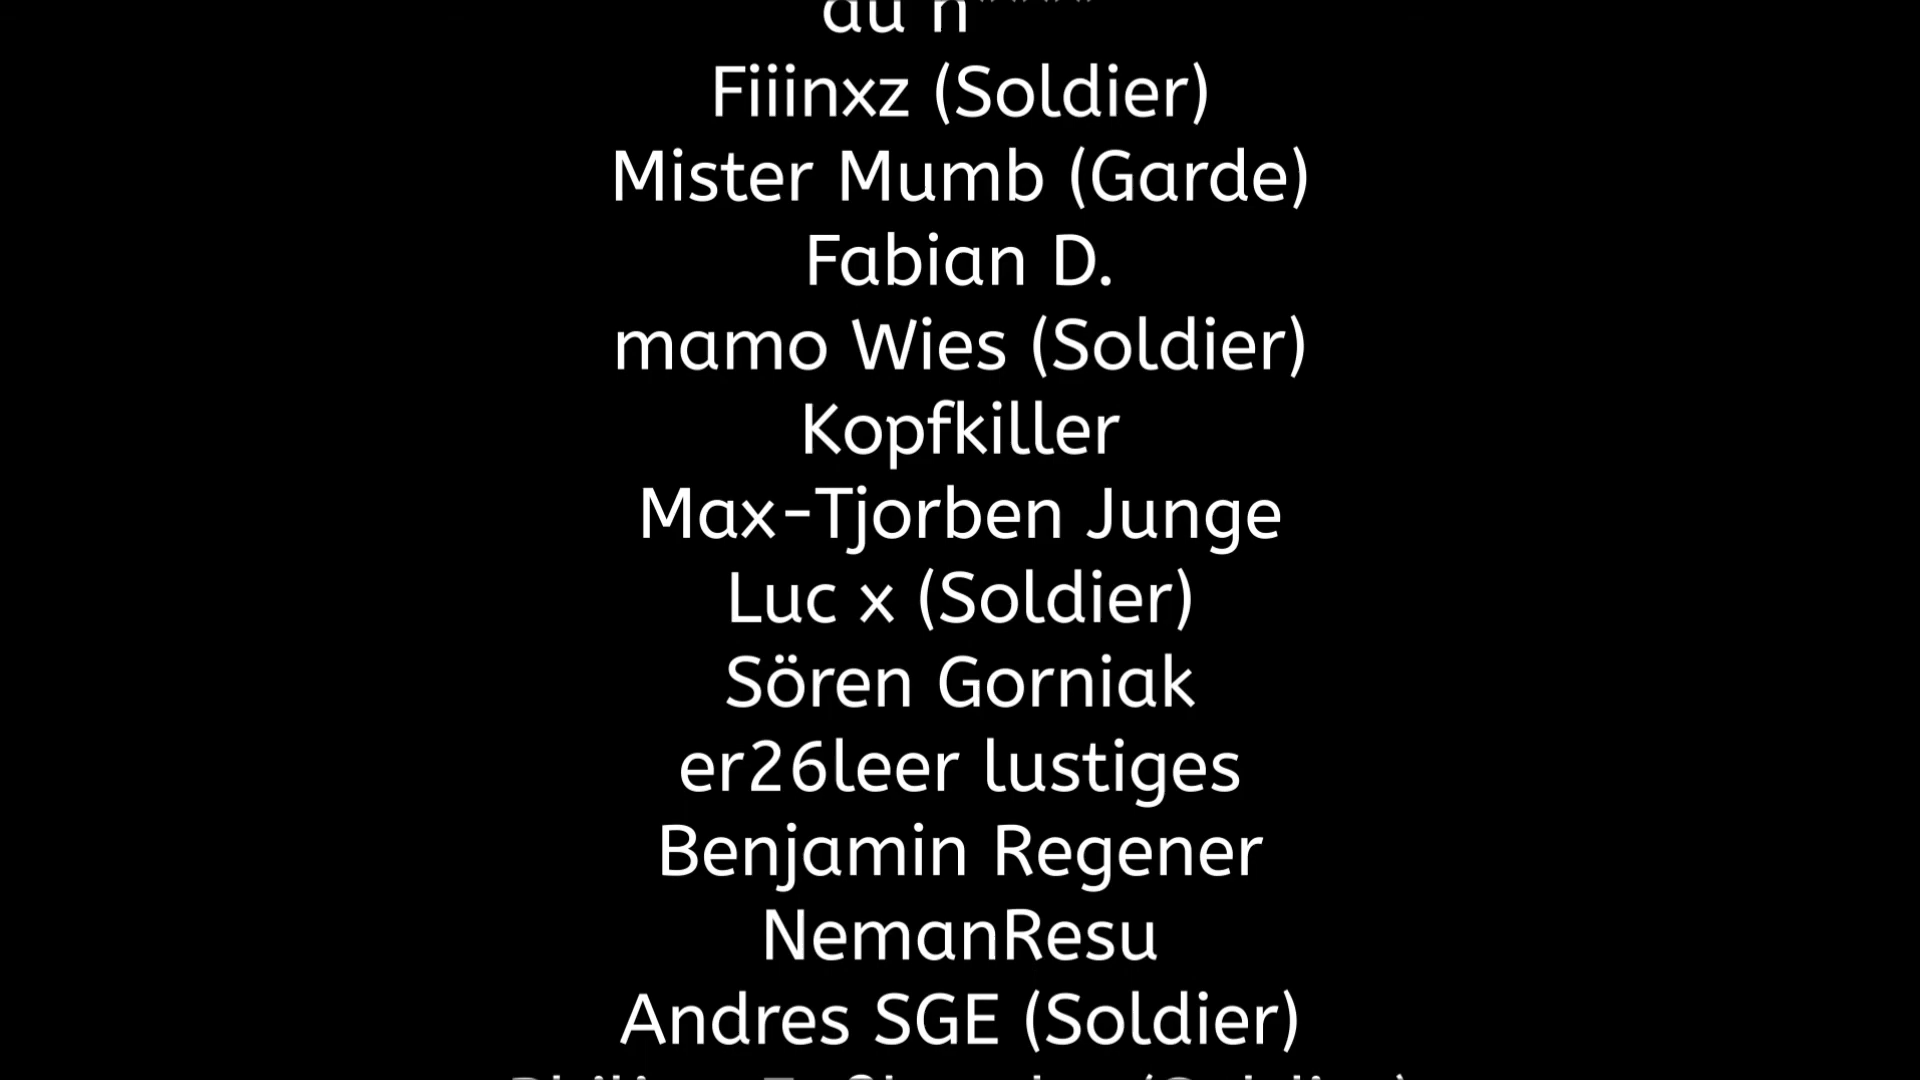 du n*****
Fiiinxz (Soldier)
Mister Mumb (Garde)
Fabian D.
mamo Wies (Soldier)
Kopfkiller
Max-Tjorben Junge
Luc x (Soldier)
Sören Gorniak
er26leer lustiges
Benjamin Regener
NemanResu
Andres SGE (Soldier)